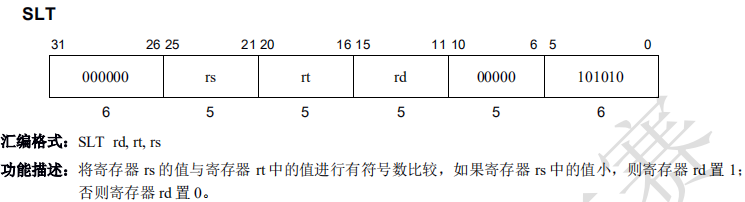 SLT
31 26 25 21 20 16 15 11 10 6 5 0
000000 rs rt rd 00000 101010
6 5 5 5 5 6
汇编格式：SLT rd, rt, rs
功能描述：将寄存器 rs 的值与寄存器 rt 中的值进行有符号数比较，如果寄存器 rs 中的值小，则寄存器 rd 置 1；
否则寄存器 rd 置 0。
赛